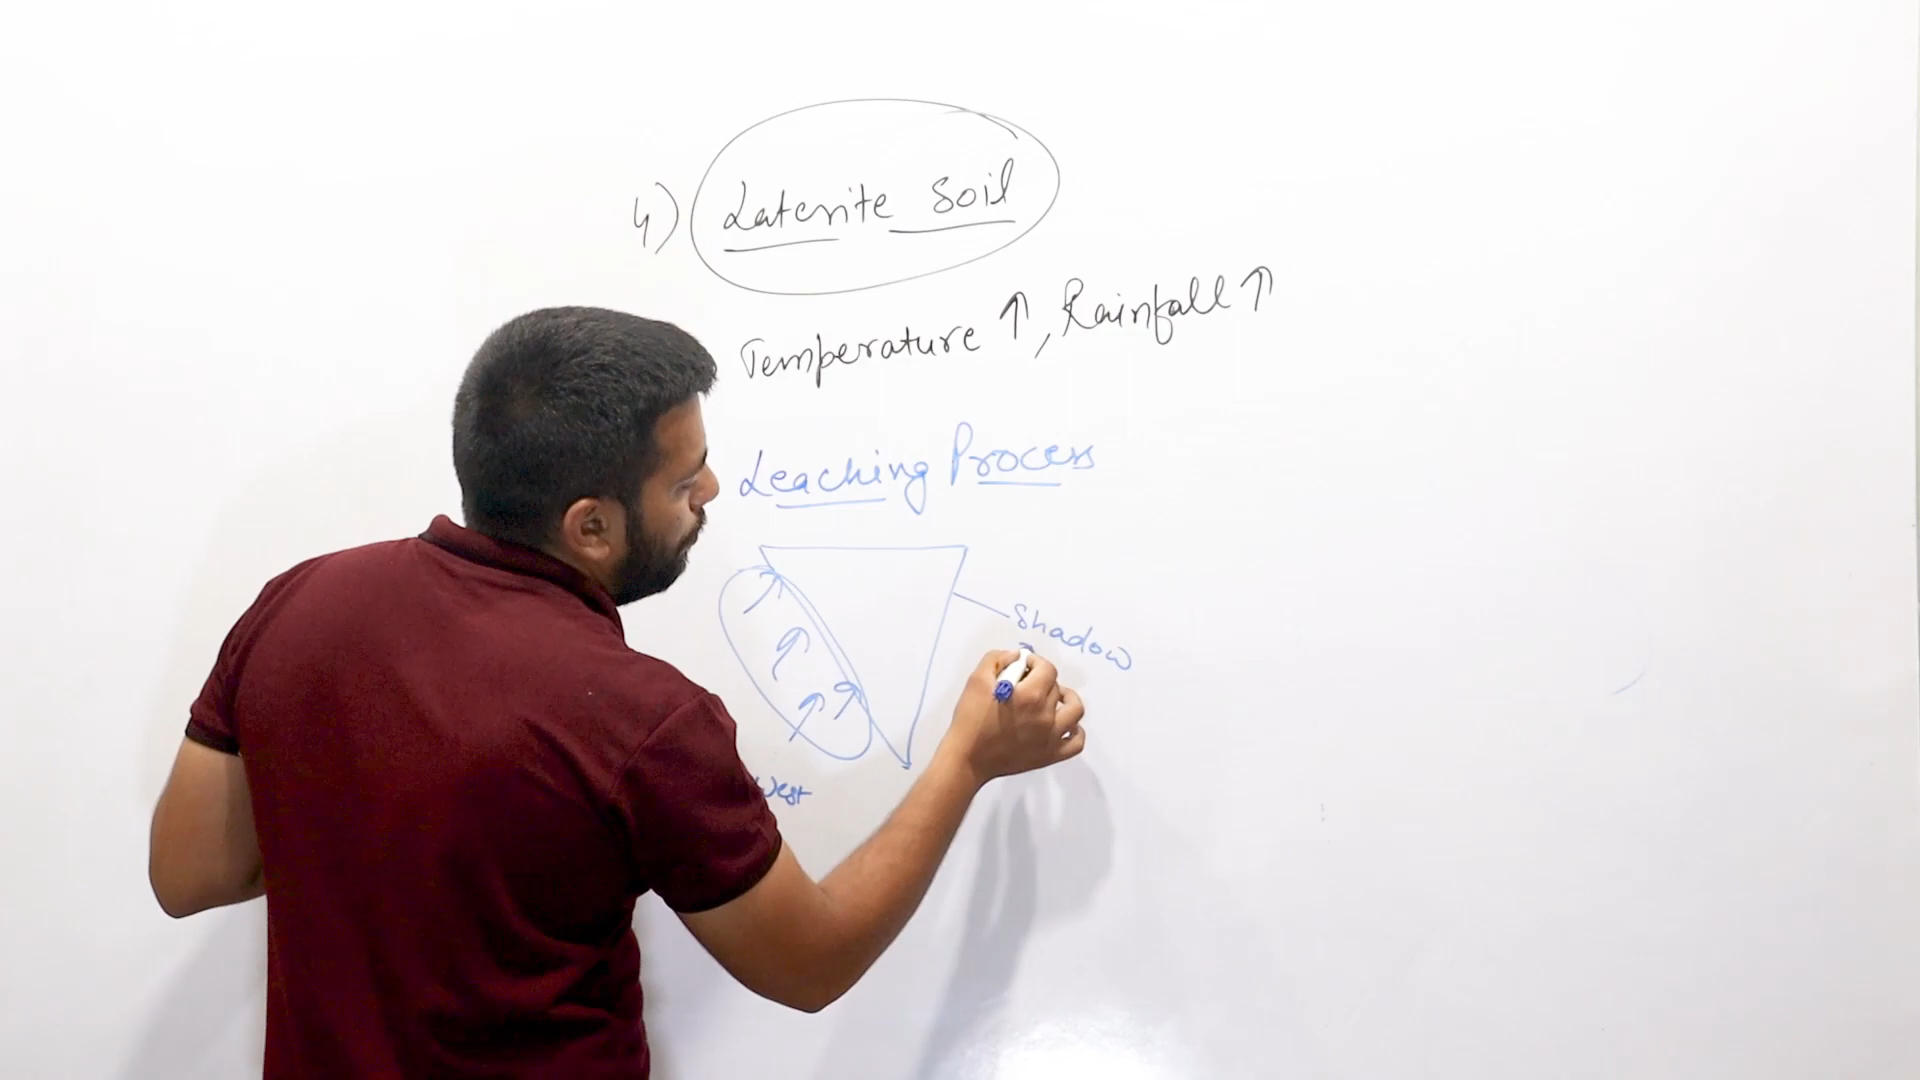 4) Laterite Soil
Temperature ↑, Rainfall ↑
Leaching Process
Shadow
West